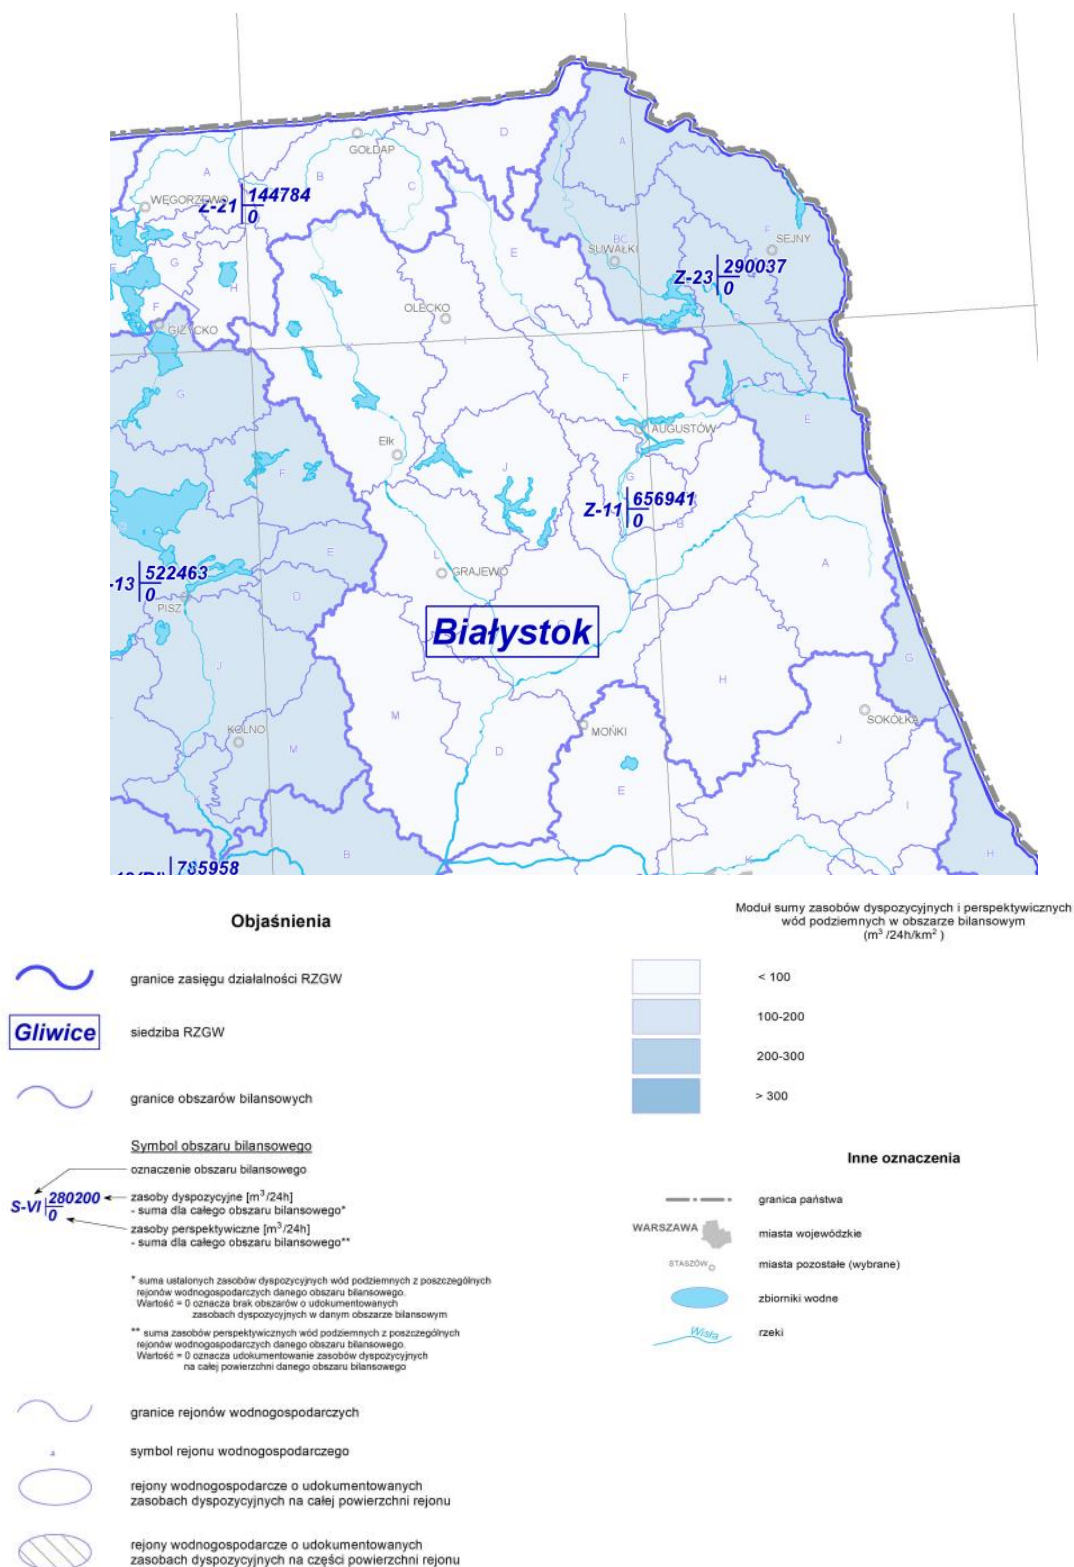 D
GOŁDAP
A
B
C
A
WĘGORZEWO
Z-21
144784
0
E
BC
SUWAŁKI
F
SEJNY
G
H
Z-23
290037
0
F
GIŻYCKO
OLECKO
I
K
G
F
E
AUGUSTÓW
Ełk
J
G
F
Z-11
656941
0
B
E
A
L
GRAJEWO
-13
522463
0
PISZ
D
Białystok
J
G
H
M
SOKÓŁKA
KOLNO
MOŃKI
J
M
D
E
I
B
K
H
785958
Objaśnienia
granice zasięgu działalności RZGW
Gliwice
siedziba RZGW
granice obszarów bilansowych
Symbol obszaru bilansowego
oznaczenie obszaru bilansowego
S-VI
280200
0
zasoby dyspozycyjne [m³/24h]
- suma dla całego obszaru bilansowego*
zasoby perspektywiczne [m³/24h]
- suma dla całego obszaru bilansowego**
* suma ustalonych zasobów dyspozycyjnych wód podziemnych z poszczególnych
rejonów wodnogospodarczych danego obszaru bilansowego.
Wartość = 0 oznacza brak obszarów o udokumentowanych
zasobach dyspozycyjnych w danym obszarze bilansowym
** suma zasobów perspektywicznych wód podziemnych z poszczególnych
rejonów wodnogospodarczych danego obszaru bilansowego.
Wartość = 0 oznacza udokumentowanie zasobów dyspozycyjnych
na całej powierzchni danego obszaru bilansowego
granice rejonów wodnogospodarczych
symbol rejonu wodnogospodarczego
rejony wodnogospodarcze o udokumentowanych
zasobach dyspozycyjnych na całej powierzchni rejonu
rejony wodnogospodarcze o udokumentowanych
zasobach dyspozycyjnych na części powierzchni rejonu
Moduł sumy zasobów dyspozycyjnych i perspektywicznych
wód podziemnych w obszarze bilansowym
(m³ /24h/km² )
< 100
100-200
200-300
> 300
Inne oznaczenia
granica państwa
WARSZAWA
miasta wojewódzkie
STASZÓW
miasta pozostałe (wybrane)
zbiorniki wodne
Wisła
rzeki